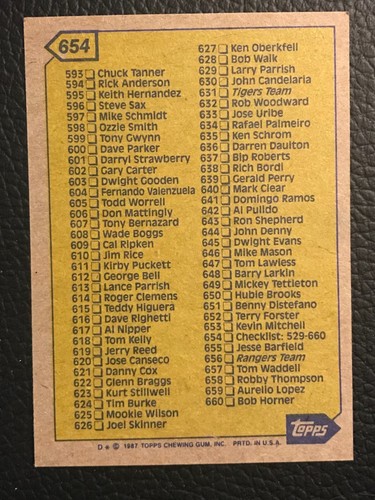 654
593 Chuck Tanner
594 Rick Anderson
595 Keith Hernandez
596 Steve Sax
597 Mike Schmidt
598 Ozzie Smith
599 Tony Gwynn
600 Dave Parker
601 Darryl Strawberry
602 Gary Carter
603 Dwight Gooden
604 Fernando Valenzuela
605 Todd Worrell
606 Don Mattingly
607 Tony Bernazard
608 Wade Boggs
609 Cal Ripken
610 Jim Rice
611 Kirby Puckett
612 George Bell
613 Lance Parrish
614 Roger Clemens
615 Teddy Higuera
616 Dave Righetti
617 Al Nipper
618 Tom Kelly
619 Jerry Reed
620 Jose Canseco
621 Danny Cox
622 Glenn Braggs
623 Kurt Stillwell
624 Tim Burke
625 Mookie Wilson
626 Joel Skinner
627 Ken Oberkfell
628 Bob Walk
629 Larry Parrish
630 John Candelaria
631 Tigers Team
632 Rob Woodward
633 Jose Uribe
634 Rafael Palmeiro
635 Ken Schrom
636 Darren Daulton
637 Bip Roberts
638 Rich Bordi
639 Gerald Perry
640 Mark Clear
641 Domingo Ramos
642 Al Pulido
643 Ron Shepherd
644 John Denny
645 Dwight Evans
646 Mike Mason
647 Tom Lawless
648 Barry Larkin
649 Mickey Tettleton
650 Hubie Brooks
651 Benny Distefano
652 Terry Forster
653 Kevin Mitchell
654 Checklist: 529-660
655 Jesse Barfield
656 Rangers Team
657 Tom Waddell
658 Robby Thompson
659 Aurelio Lopez
660 Bob Horner
topps
D* © 1987 TOPPS CHEWING GUM, INC. PRTD. IN U.S.A.